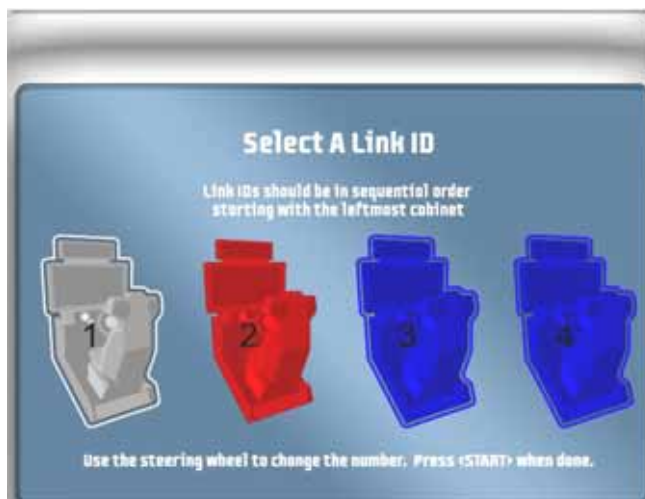 Select A Link ID
Link IDs should be in sequential order
starting with the leftmost cabinet
1 2 3 4
Use the steering wheel to change the number. Press <START> when done.